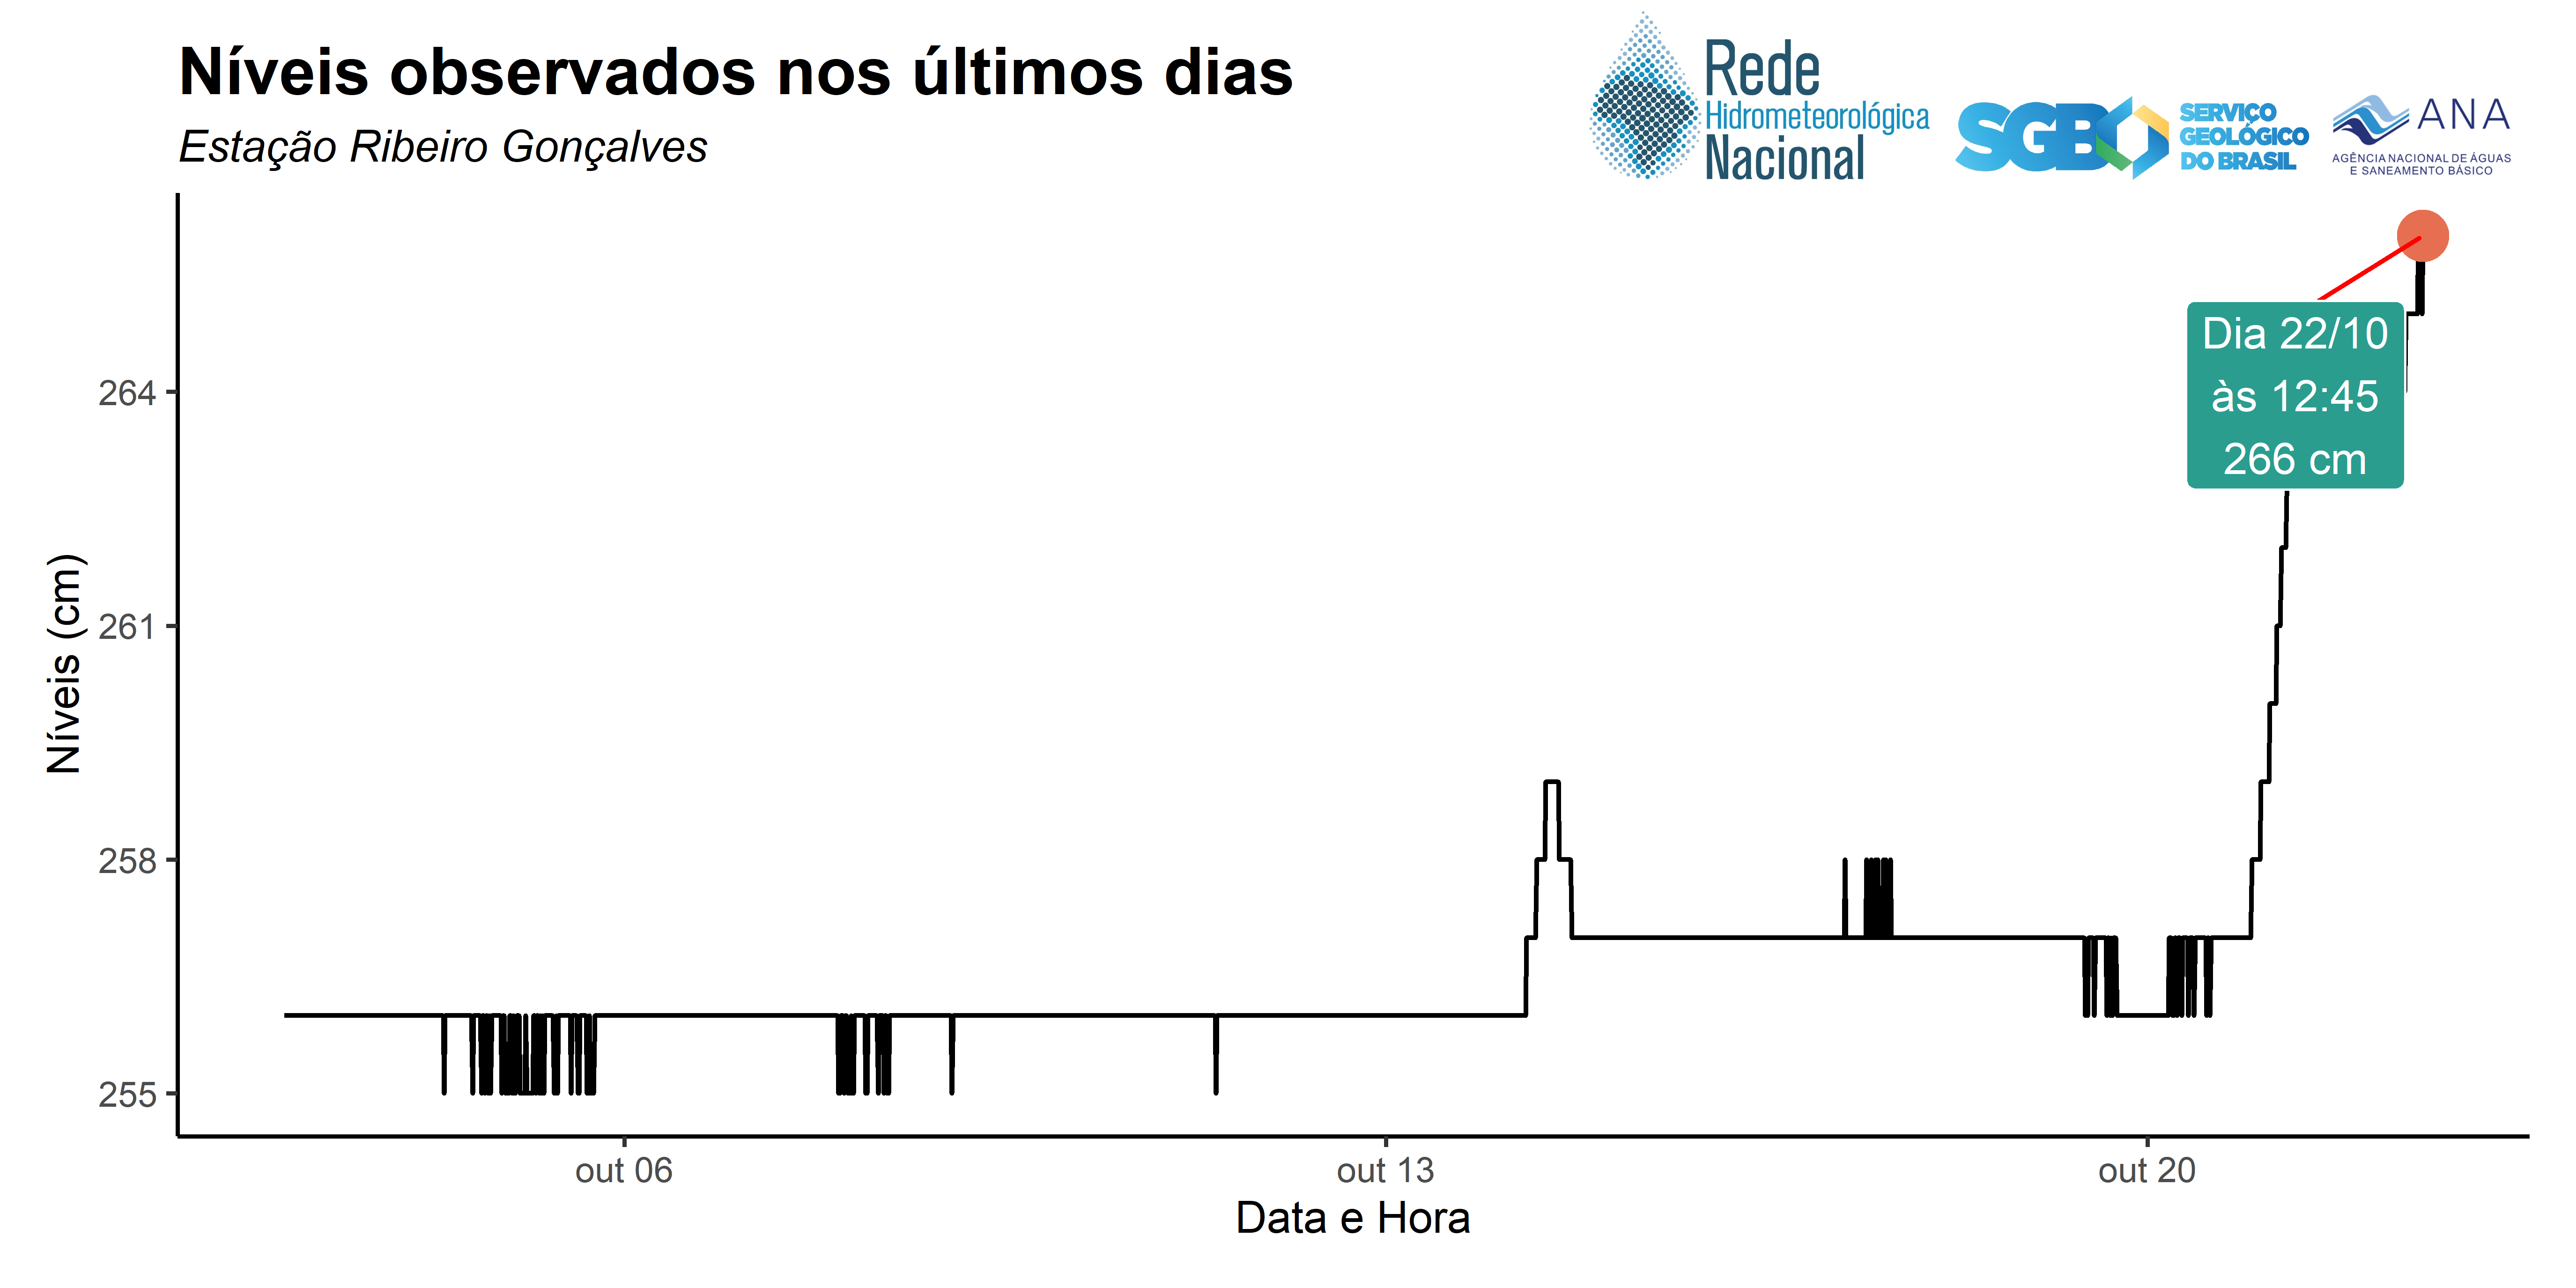 Níveis observados nos últimos dias
Estação Ribeiro Gonçalves
Rede
Hidrometeorológica
Nacional
SGB
SERVIÇO
GEOLÓGICO
DO BRASIL
ANA
AGÊNCIA NACIONAL DE ÁGUAS
E SANEAMENTO BÁSICO
Dia 22/10
às 12:45
266 cm
Níveis (cm)
264
261
258
255
out 06
out 13
out 20
Data e Hora